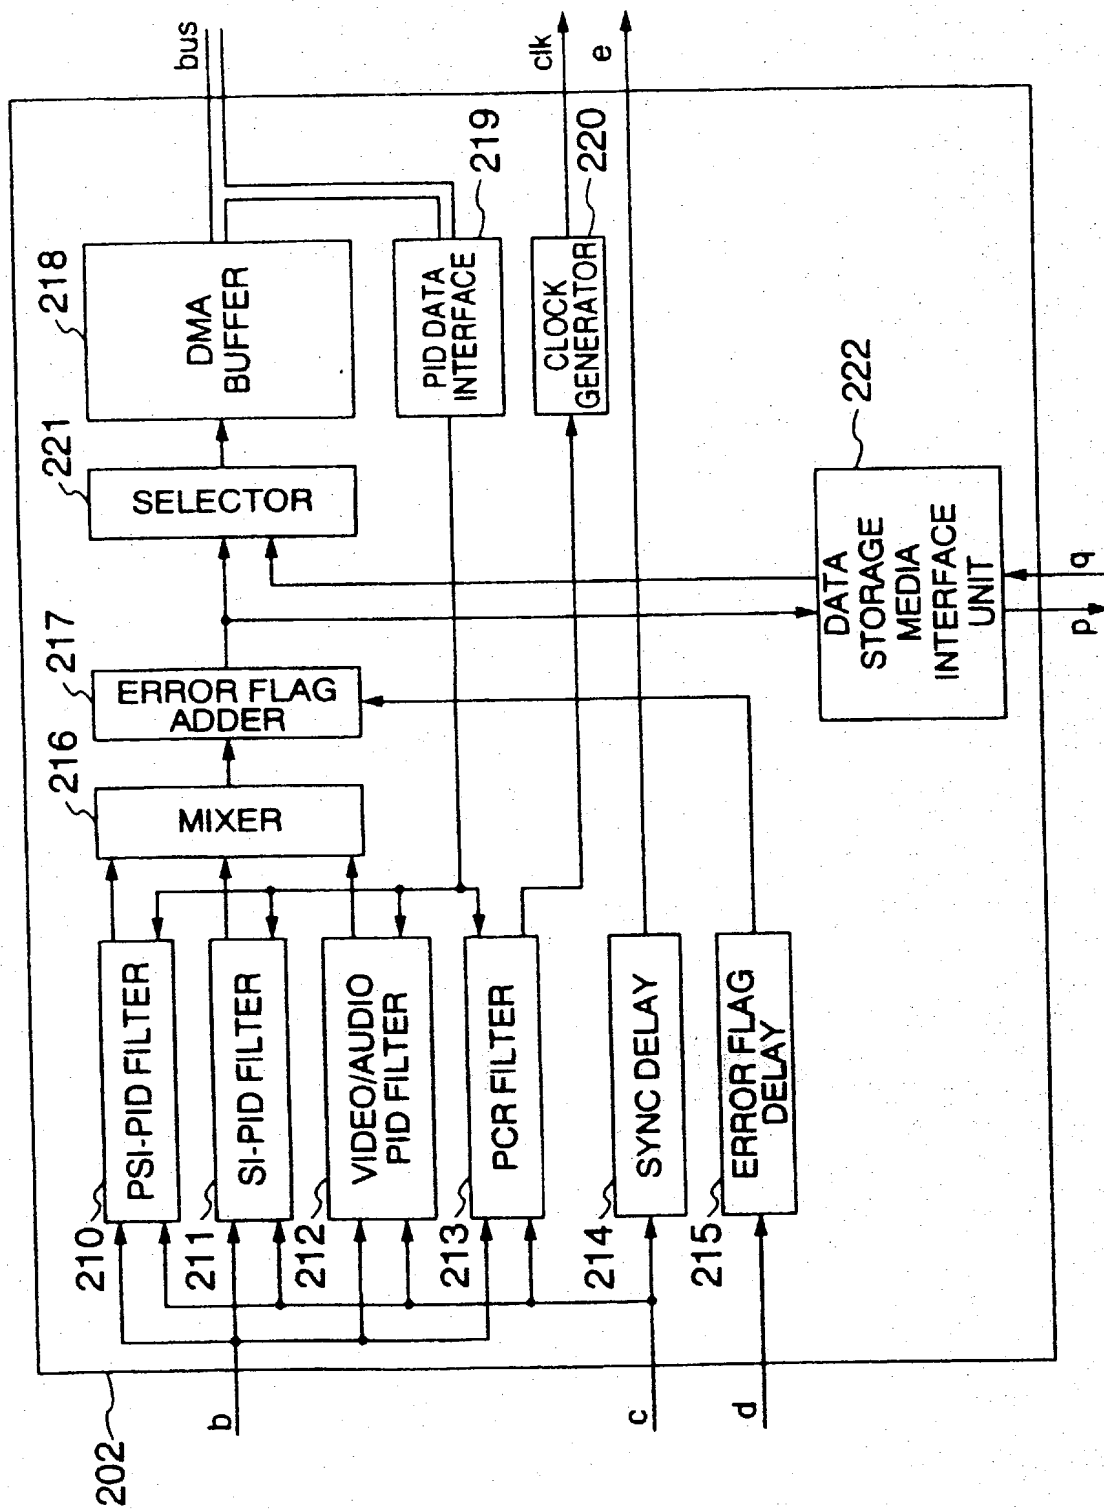 202
b
c
d
210
PSI-PID FILTER
211
SI-PID FILTER
212
VIDEO/AUDIO
PID FILTER
213
PCR FILTER
214
SYNC DELAY
215
ERROR FLAG
DELAY
216
MIXER
217
ERROR FLAG
ADDER
221
SELECTOR
218
DMA
BUFFER
PID DATA
INTERFACE
219
CLOCK
GENERATOR
220
222
DATA
STORAGE
MEDIA
INTERFACE
UNIT
p
q
bus
clk
e